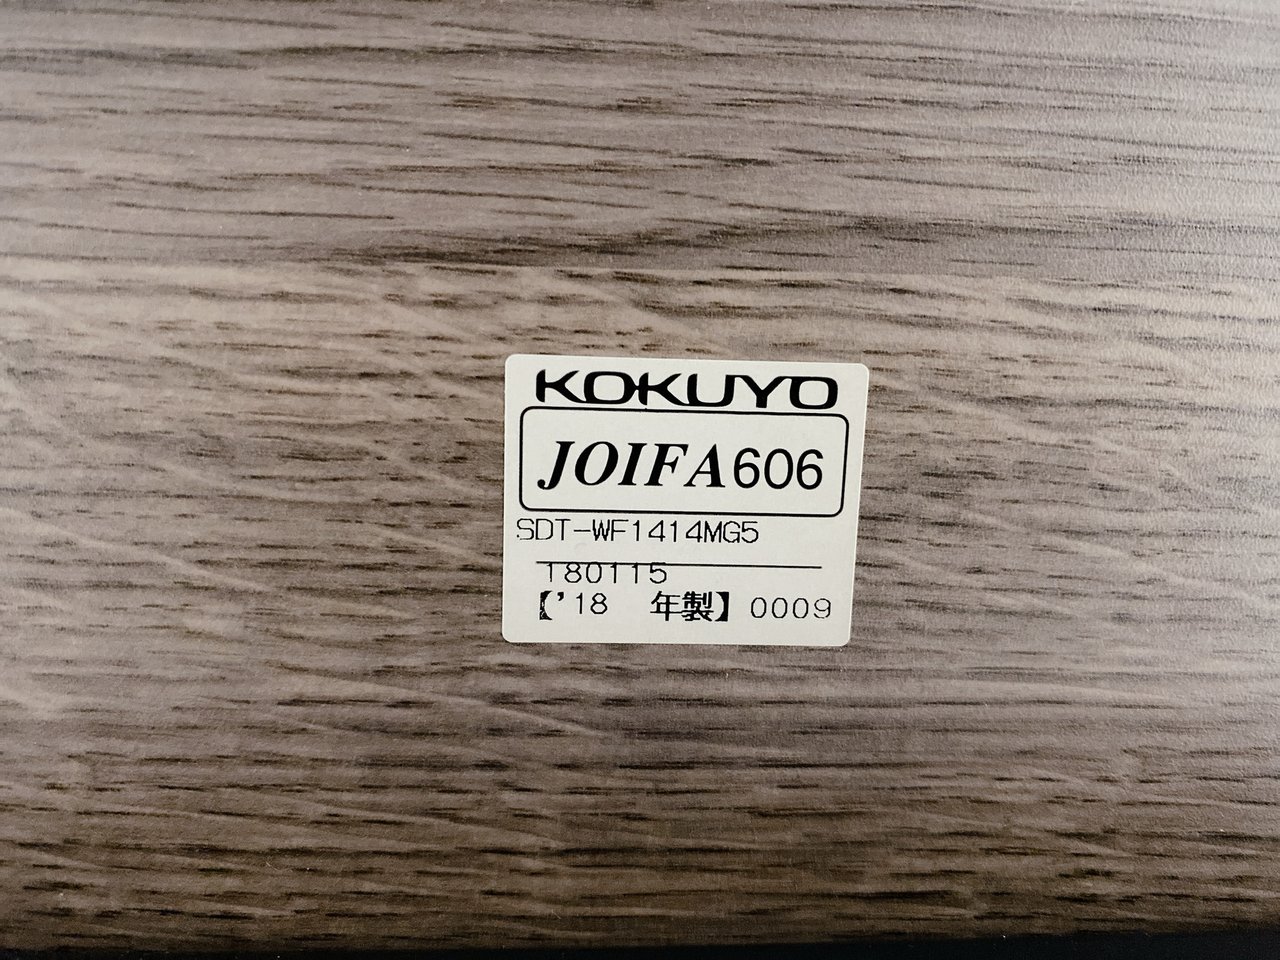 KOKUYO
JOIFA606
SDT-WF1414MG5
180115
【'18 年製】 0009